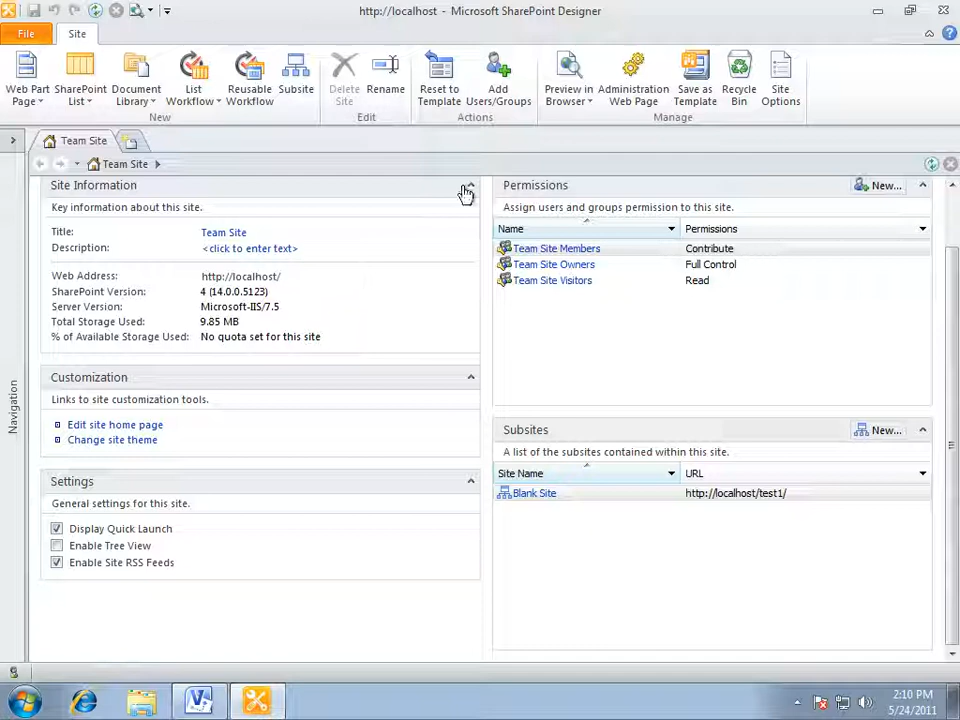 http://localhost - Microsoft SharePoint Designer
File
Site
Web Part Page
SharePoint List
Document Library
List Workflow
Reusable Workflow
Subsite
Delete Site
Rename
Reset to Template
Add Users/Groups
Preview in Browser
Administration Web Page
Save as Template
Recycle Bin
Site Options
New
Edit
Actions
Manage
Team Site
Team Site
Navigation
Site Information
Key information about this site.
Title: Team Site
Description: <click to enter text>
Web Address: http://localhost/
SharePoint Version: 4 (14.0.0.5123)
Server Version: Microsoft-IIS/7.5
Total Storage Used: 9.85 MB
% of Available Storage Used: No quota set for this site
Customization
Links to site customization tools.
Edit site home page
Change site theme
Settings
General settings for this site.
Display Quick Launch
Enable Tree View
Enable Site RSS Feeds
Permissions New...
Assign users and groups permission to this site.
Name Permissions
Team Site Members Contribute
Team Site Owners Full Control
Team Site Visitors Read
Subsites New...
A list of the subsites contained within this site.
Site Name URL
Blank Site http://localhost/test1/
2:10 PM
5/24/2011